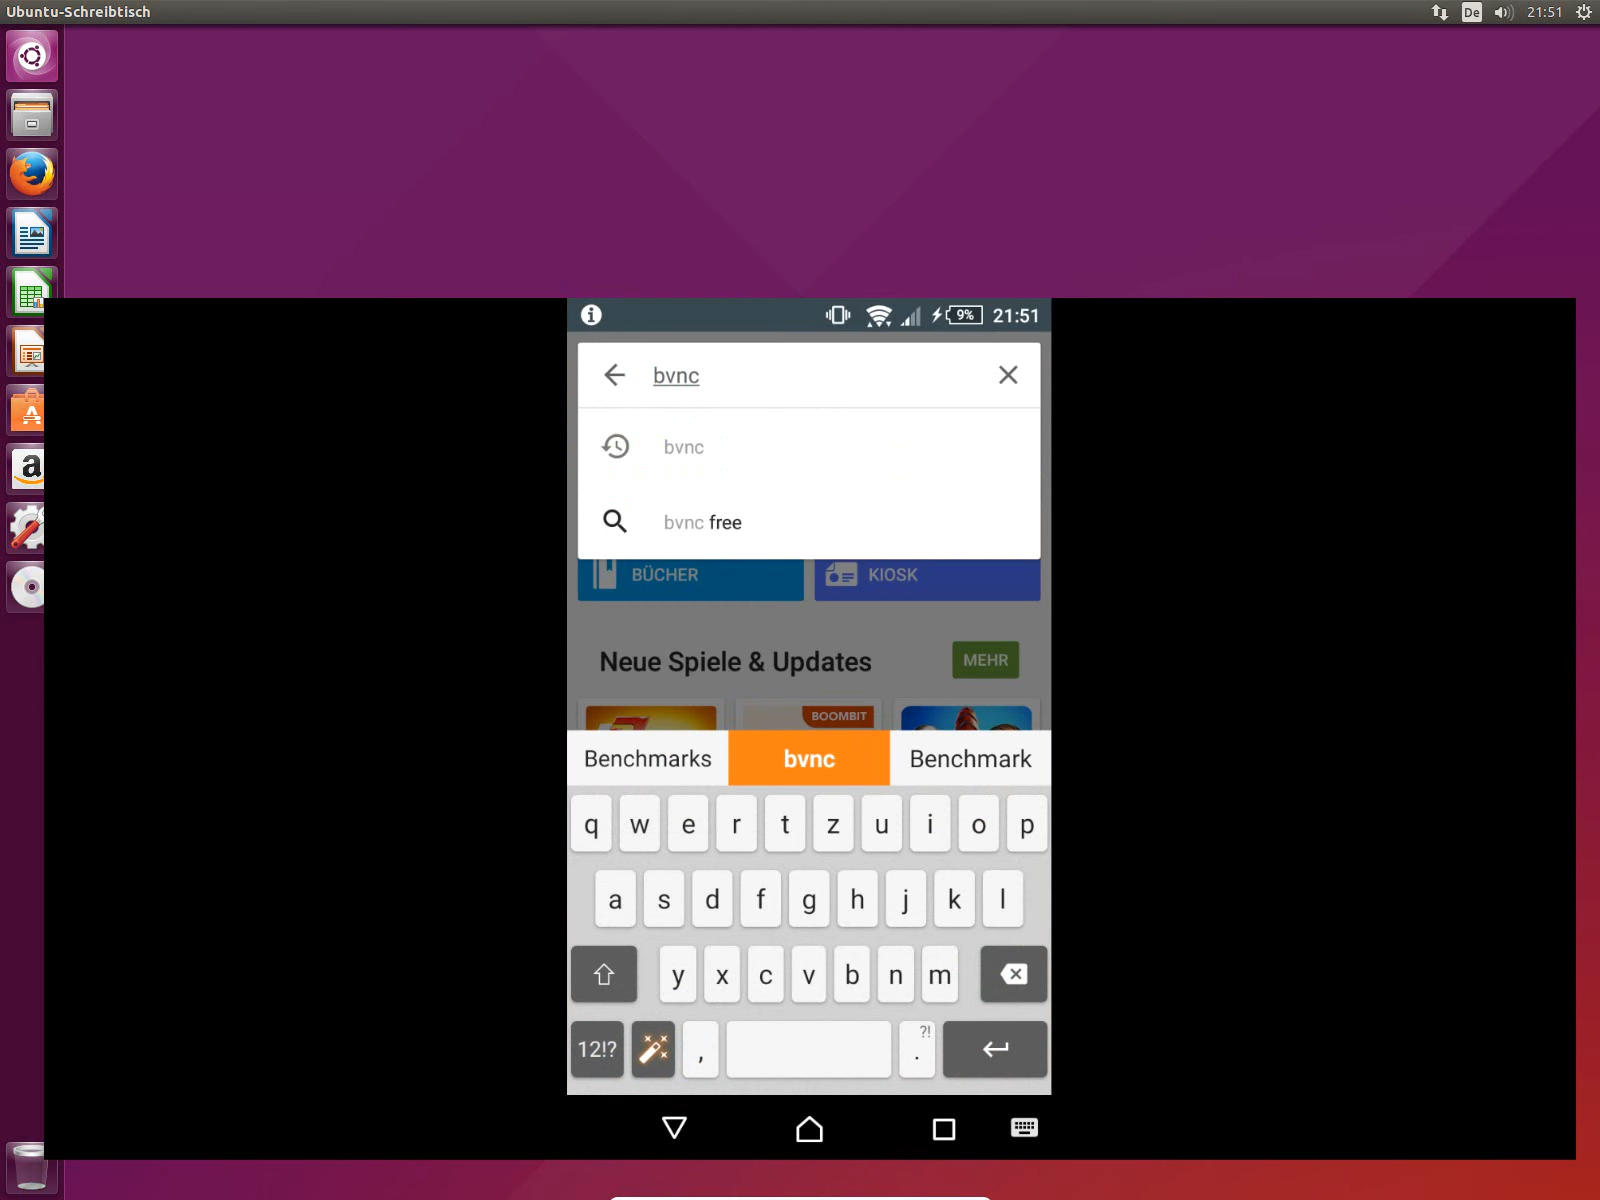 Ubuntu-Schreibtisch
De
21:51
9%
21:51
bvnc
bvnc
bvnc free
BÜCHER
KIOSK
Neue Spiele & Updates
MEHR
BOOMBIT
Benchmarks bvnc Benchmark
q w e r t z u i o p
a s d f g h j k l
y x c v b n m
?!
12!? , .